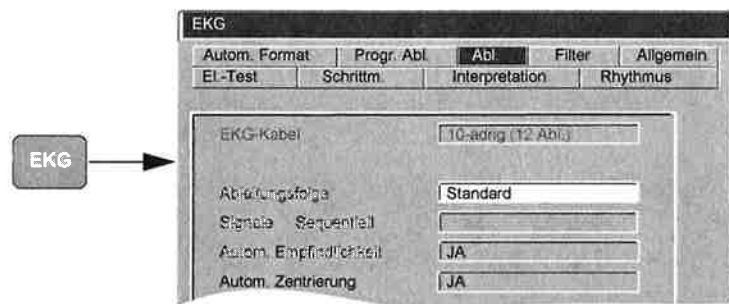 EKG
Autom. Format Progr. Abl. Abl. Filter Allgemein
El.-Test Schrittm. Interpretation Rhythmus
EKG
EKG-Kabel 10-adrig (12 Abl.)
Ableitungsfolge Standard
Signale Sequentiell
Autom. Empfindlichkeit JA
Autom. Zentrierung JA